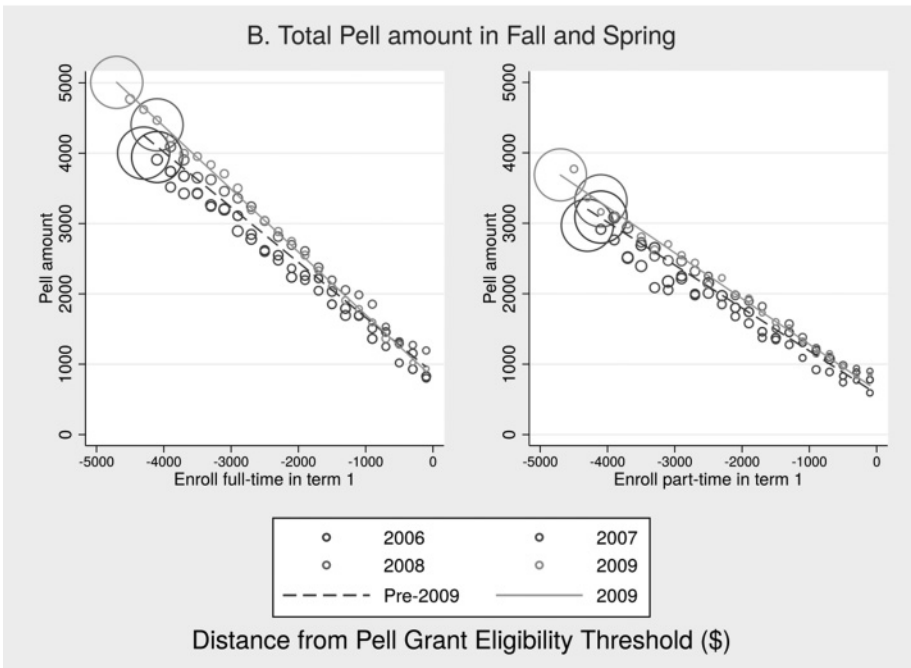 B. Total Pell amount in Fall and Spring
Pell amount
5000
4000
3000
2000
1000
0
-5000 -4000 -3000 -2000 -1000 0
Enroll full-time in term 1
Pell amount
5000
4000
3000
2000
1000
0
-5000 -4000 -3000 -2000 -1000 0
Enroll part-time in term 1
2006 2007
2008 2009
Pre-2009 2009
Distance from Pell Grant Eligibility Threshold ($)